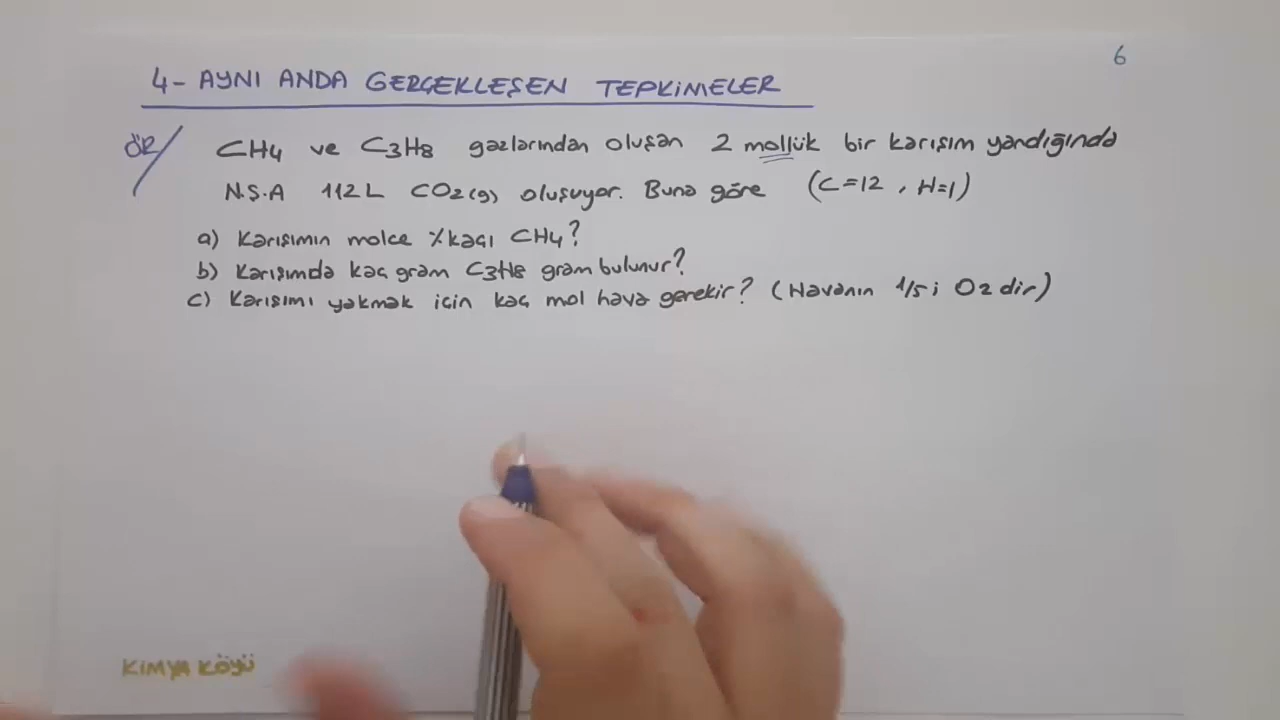 6
4- AYNI ANDA GERÇEKLEŞEN TEPKİMELER
ÖR/ CH4 ve C3H8 gazlarından oluşan 2 mollük bir karışım yandığında
N.Ş.A 112 L CO2(g) oluşuyor. Buna göre (C=12 , H=1)
a) Karışımın molce %kaçı CH4?
b) Karışımda kaç gram C3H8 gram bulunur?
c) Karışımı yakmak için kaç mol hava gerekir? (Havanın 1/5 i O2 dir)
KİMYA KÖYÜ